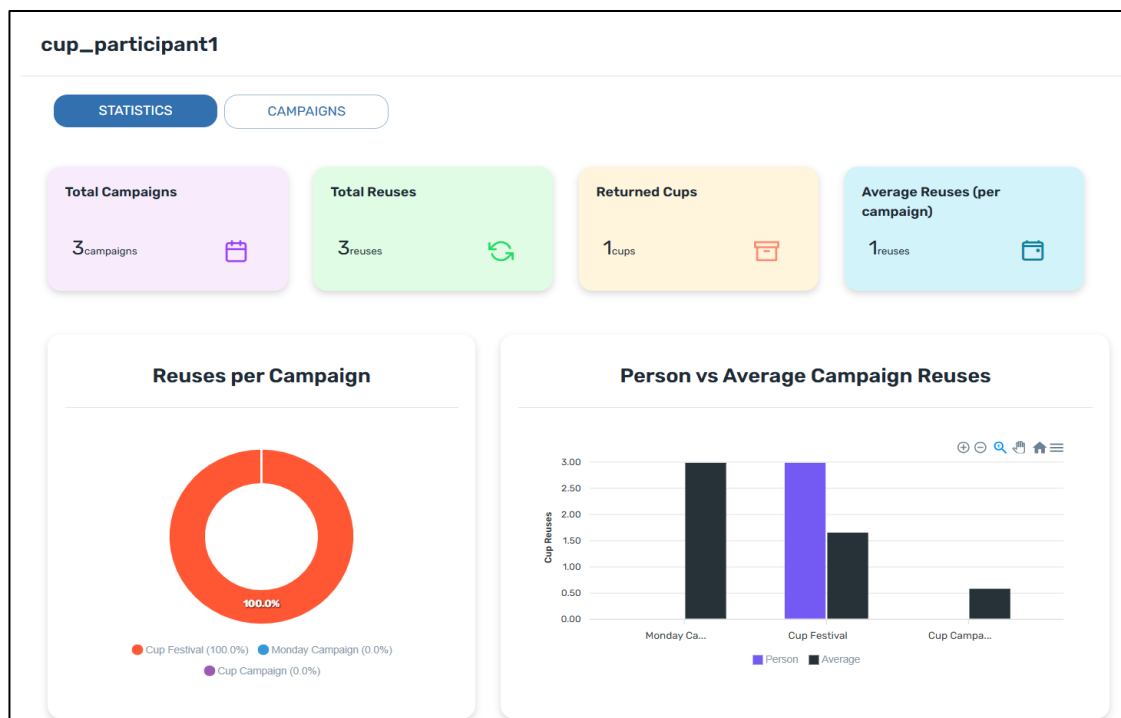 cup_participant1
STATISTICS
CAMPAIGNS
Total Campaigns
3campaigns
Total Reuses
3reuses
Returned Cups
1cups
Average Reuses (per
campaign)
1reuses
Reuses per Campaign
100.0%
Cup Festival (100.0%) Monday Campaign (0.0%)
Cup Campaign (0.0%)
Person vs Average Campaign Reuses
Cup Reuses
3.00
2.50
2.00
1.50
1.00
0.50
0.00
Monday Ca... Cup Festival Cup Campa...
Person Average